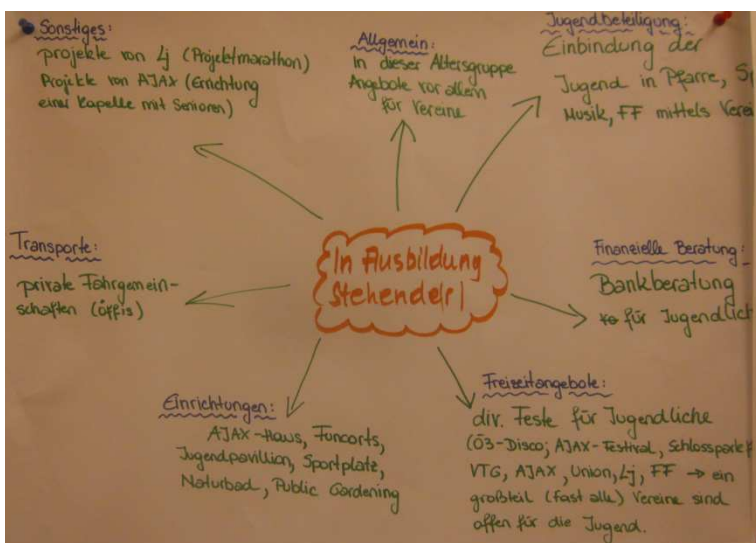 Sonstiges:
projekte von Lj (Projektmarathon)
Projekte von AJAX (Errichtung
einer Kapelle mit Senioren)
Allgemein:
In dieser Altersgruppe
Angebote vor allem
für Vereine
Jugendbeteiligung:
Einbindung der
Jugend in Pfarre,
Musik, FF mittels
Transporte:
private Fahrgemein-
schaften (Öffis)
In Ausbildung
Stehende(r)
Finanzielle Beratung:
Bankberatung
für Jugendlich
Einrichtungen:
AJAX-Haus, Funcorts,
Jugendpavillion, Sportplatz,
Naturbad, Public Gardening
Freizeitangebote:
div. Feste für Jugendliche
(Ö3-Disco; AJAX-Festival,
VTG, AJAX, Union, Lj, FF → ein
großteil (fast alle) Vereine sind
offen für die Jugend.